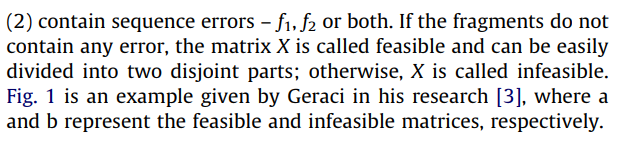 (2) contain sequence errors – f₁, f₂ or both. If the fragments do not
contain any error, the matrix X is called feasible and can be easily
divided into two disjoint parts; otherwise, X is called infeasible.
Fig. 1 is an example given by Geraci in his research [3], where a
and b represent the feasible and infeasible matrices, respectively.